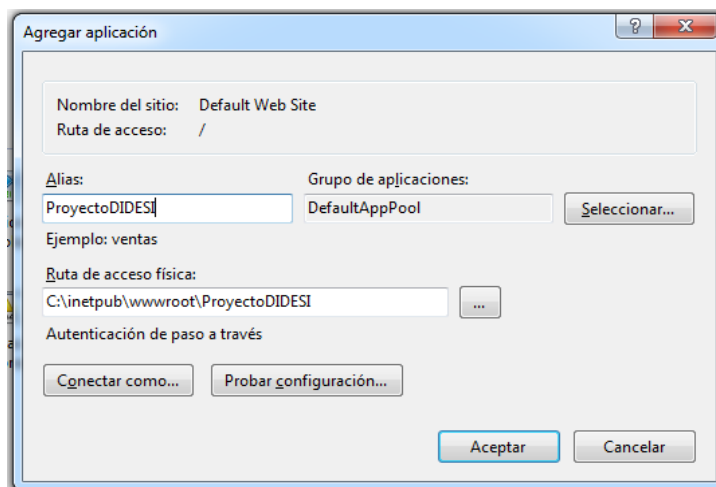 Agregar aplicación
Nombre del sitio: Default Web Site
Ruta de acceso: /
Alias: Grupo de aplicaciones:
ProyectoDIDESI DefaultAppPool Seleccionar...
Ejemplo: ventas
Ruta de acceso física:
C:\inetpub\wwwroot\ProyectoDIDESI ...
Autenticación de paso a través
Conectar como... Probar configuración...
Aceptar Cancelar